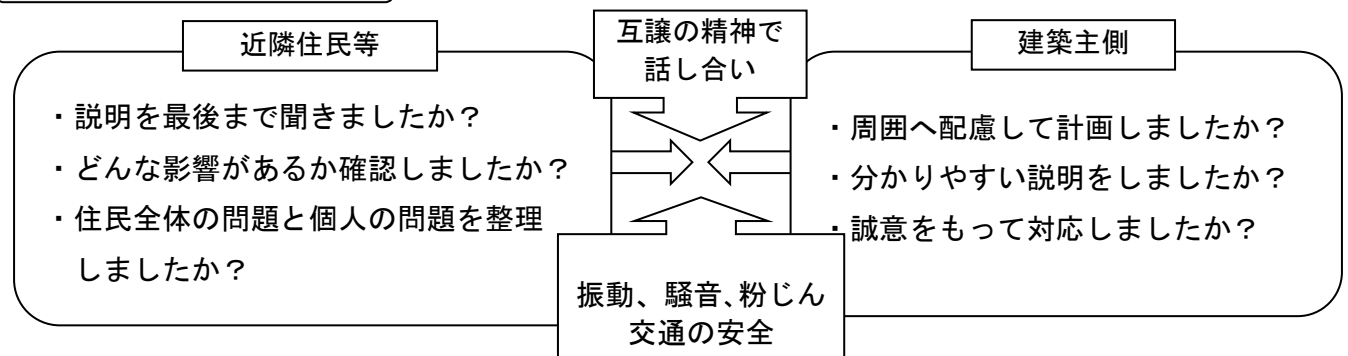 近隣住民等
・説明を最後まで聞きましたか？
・どんな影響があるか確認しましたか？
・住民全体の問題と個人の問題を整理
しましたか？
互譲の精神で
話し合い
振動、騒音、粉じん
交通の安全
建築主側
・周囲へ配慮して計画しましたか？
・分かりやすい説明をしましたか？
・誠意をもって対応しましたか？